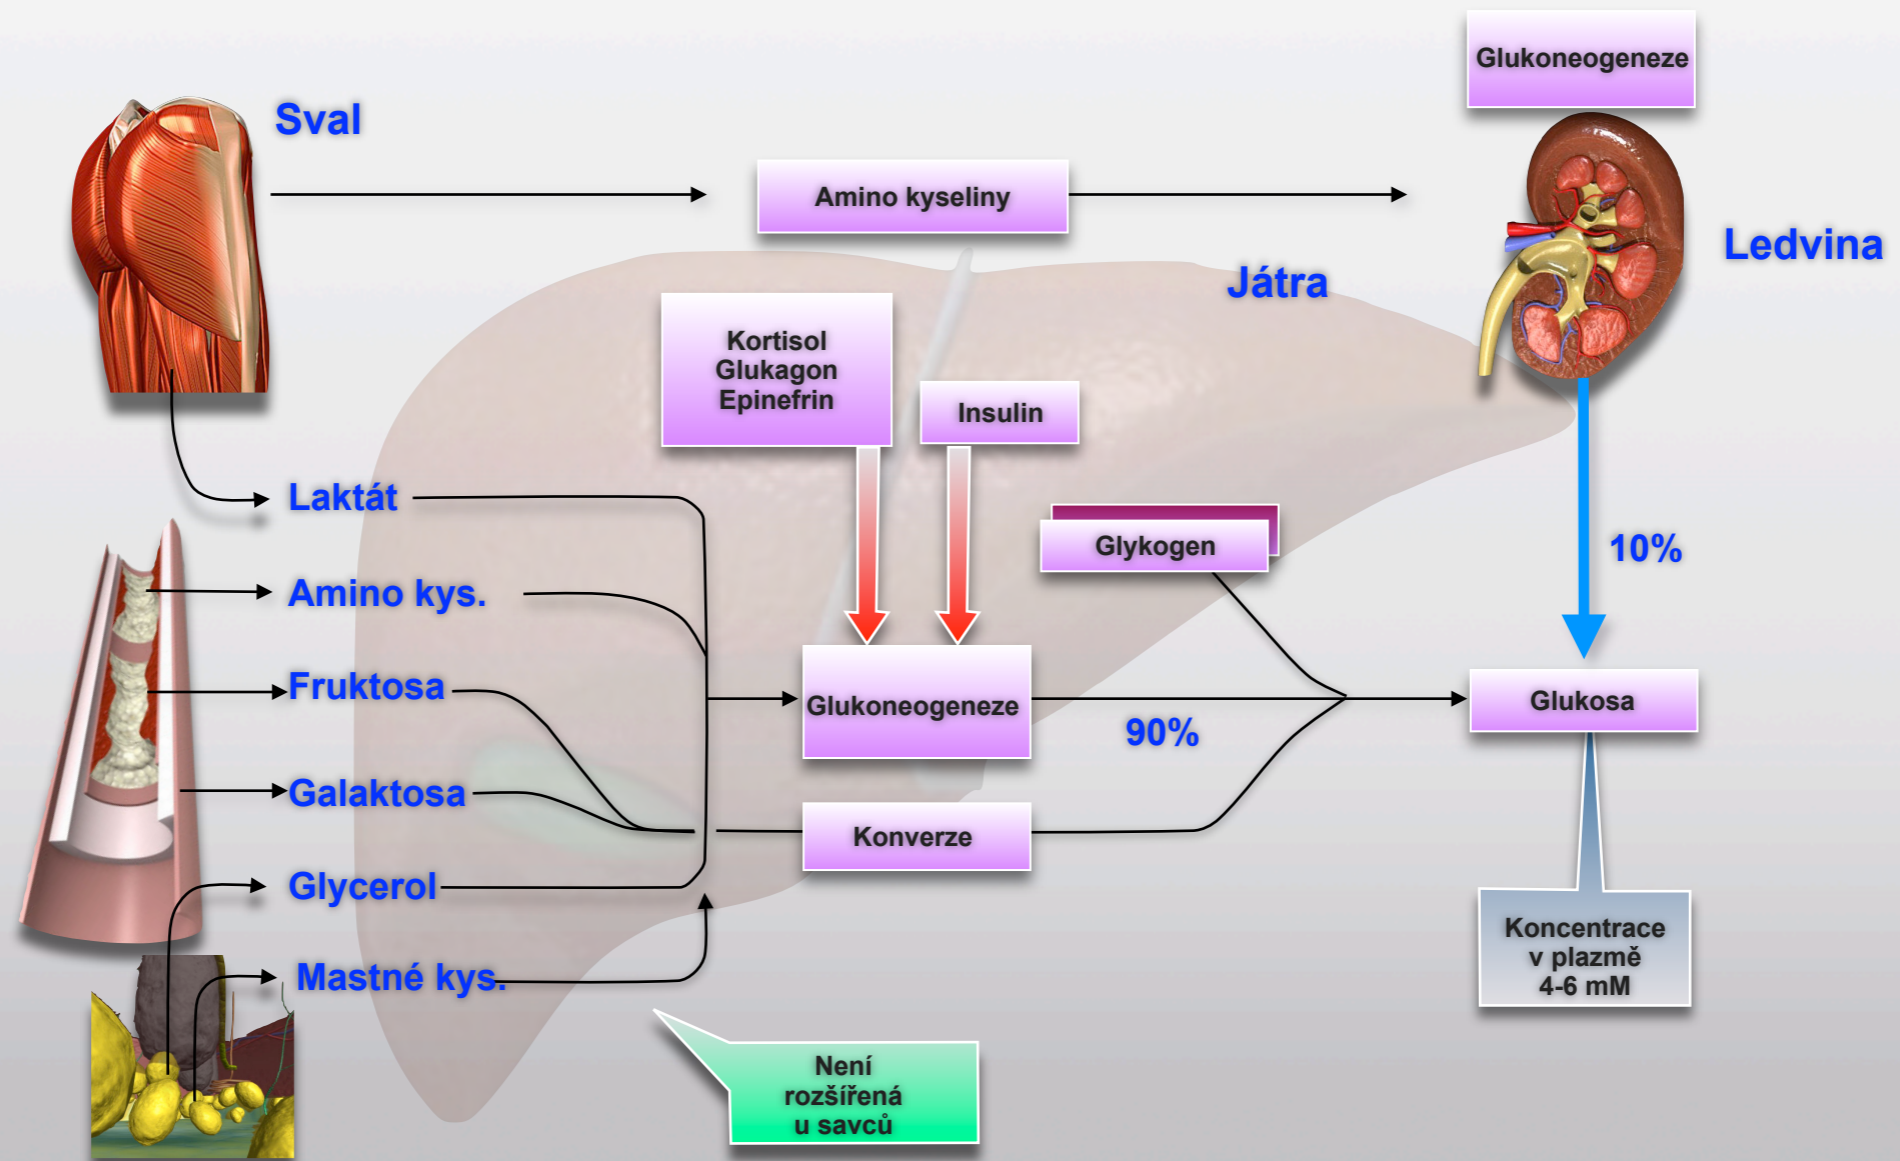 Glukoneogeneze
Sval
Amino kyseliny
Ledvina
Játra
Kortisol
Glukagon
Epinefrin
Insulin
Laktát
Glykogen
10%
Amino kys.
Fruktosa
Glukoneogeneze
90%
Glukosa
Galaktosa
Konverze
Glycerol
Mastné kys.
Koncentrace
v plazmě
4-6 mM
Není
rozšířená
u savců